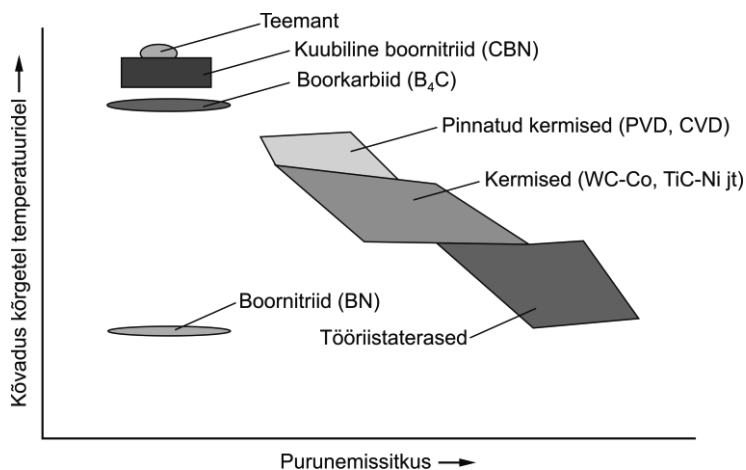 Teemant
Kuubiline boornitriid (CBN)
Boorkarbiid (B₄C)
Pinnatud kermised (PVD, CVD)
Kermised (WC-Co, TiC-Ni jt)
Boornitriid (BN)
Tööriistaterased
Kõvadus kõrgetel temperatuuridel
Purunemissitkus